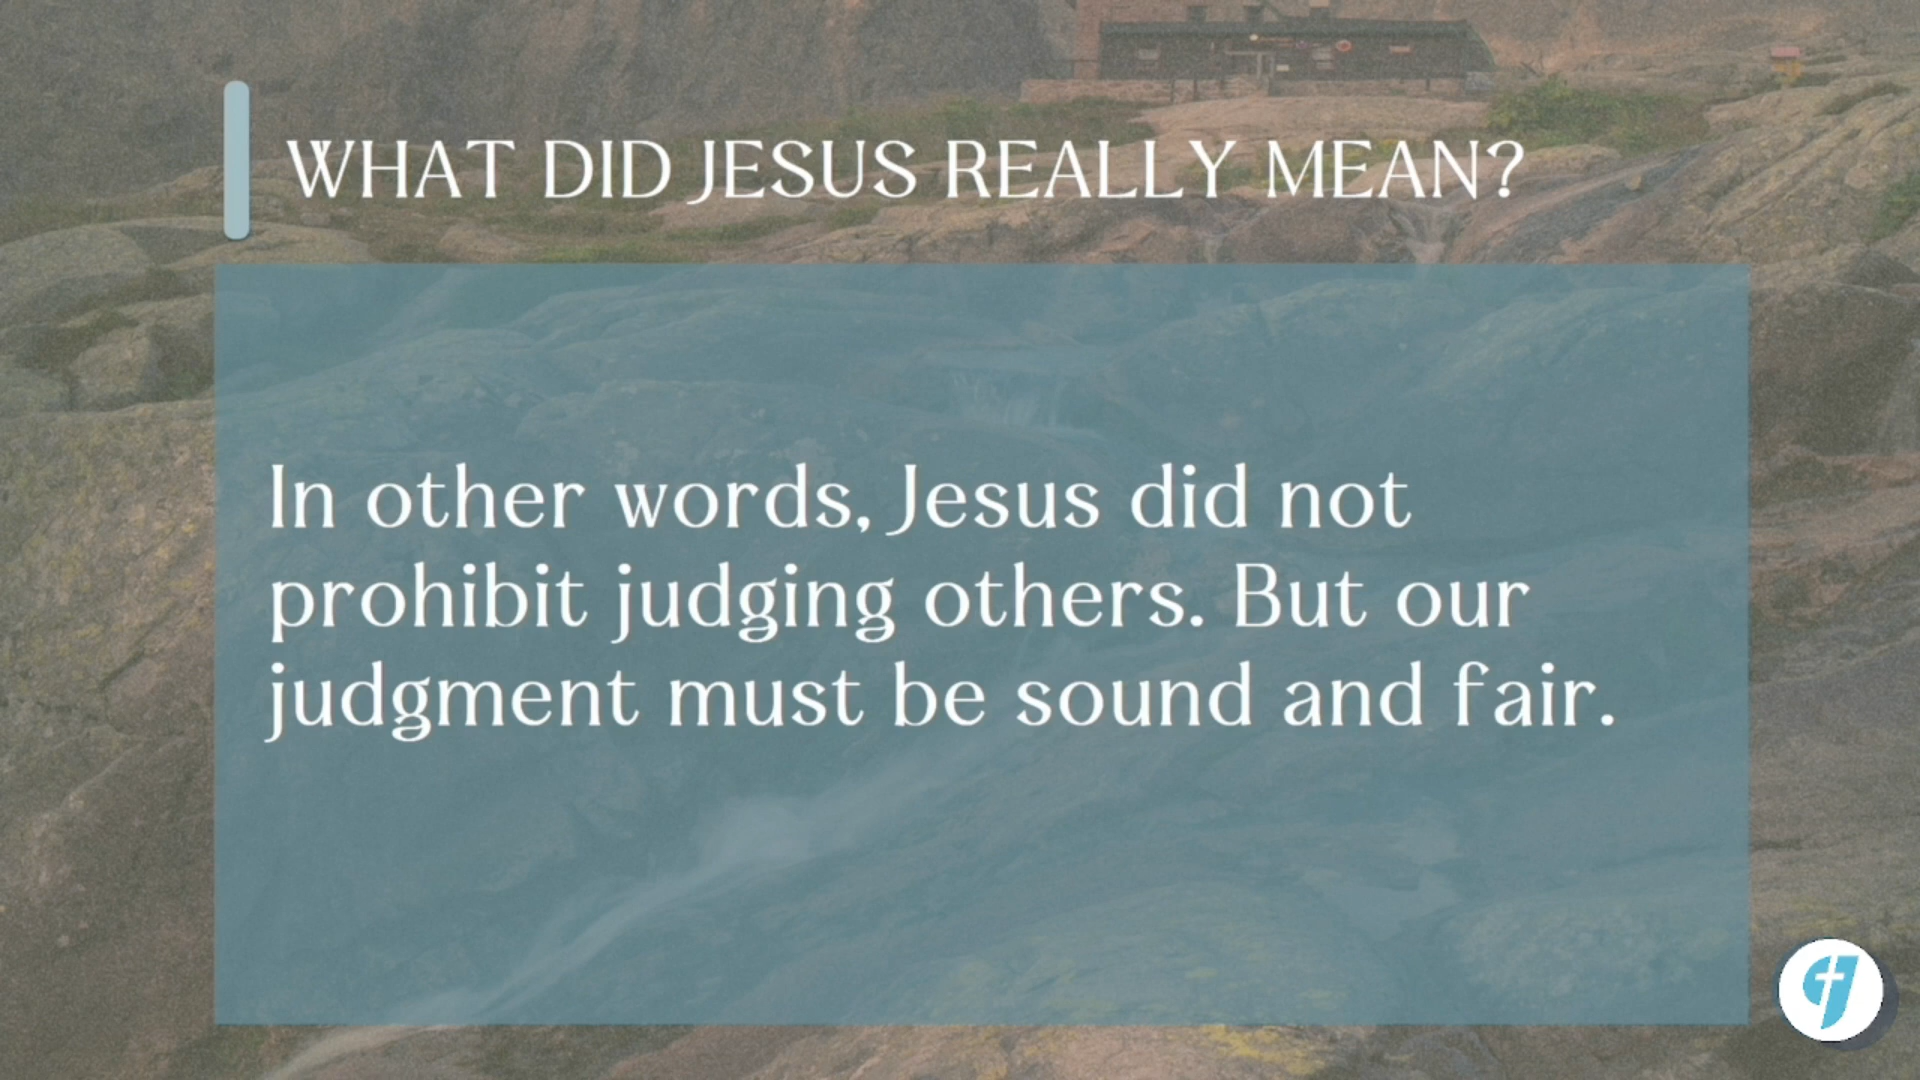 WHAT DID JESUS REALLY MEAN?
In other words, Jesus did not
prohibit judging others. But our
judgment must be sound and fair.